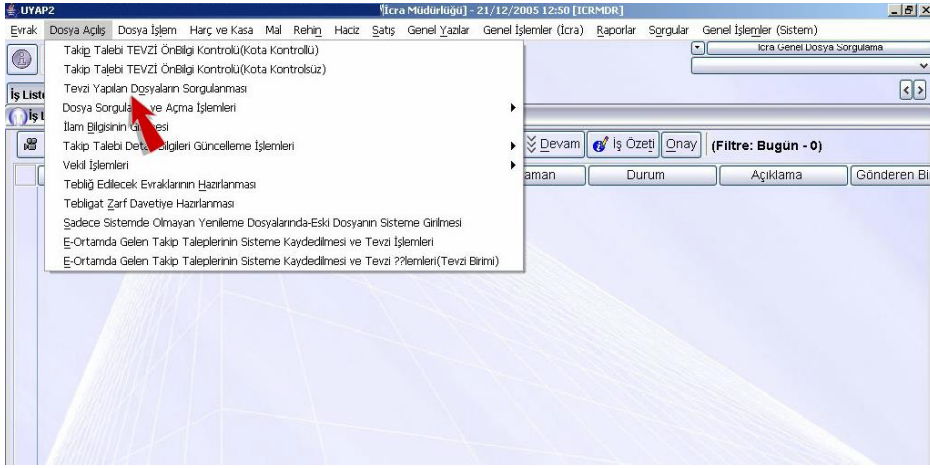 UYAP2 İcra Müdürlüğü] - 21/12/2005 12:50 [ICRMDR]
Evrak Dosya Açılış Dosya İşlem Harç ve Kasa Mal Rehin Haciz Satış Genel Yazılar Genel İşlemler (İcra) Raporlar Sorgular Genel İşlemler (Sistem)
Takip Talebi TEVZİ ÖnBilgi Kontrolü(Kota Kontrollü)
İcra Genel Dosya Sorgulama
Takip Talebi TEVZİ ÖnBilgi Kontrolü(Kota Kontrolsüz)
Tevzi Yapılan Dosyaların Sorgulanması
İş List
Dosya ve Açma İşlemleri
İş
İlam Bilgisinin
Takip Talebi Bilgileri Güncelleme İşlemleri
Devam İş Özeti Onay (Filtre: Bugün - 0)
Vekil İşlemleri
aman Durum Açıklama Gönderen Bi
Tebliğ Edilecek Evraklarının Hazırlanması
Tebligat Zarf Davetiye Hazırlanması
Sadece Sistemde Olmayan Yenileme Dosyalarında-Eski Dosyanın Sisteme Girilmesi
E-Ortamda Gelen Takip Taleplerinin Sisteme Kaydedilmesi ve Tevzi İşlemleri
E-Ortamda Gelen Takip Taleplerinin Sisteme Kaydedilmesi ve Tevzi ??lemleri(Tevzi Birimi)